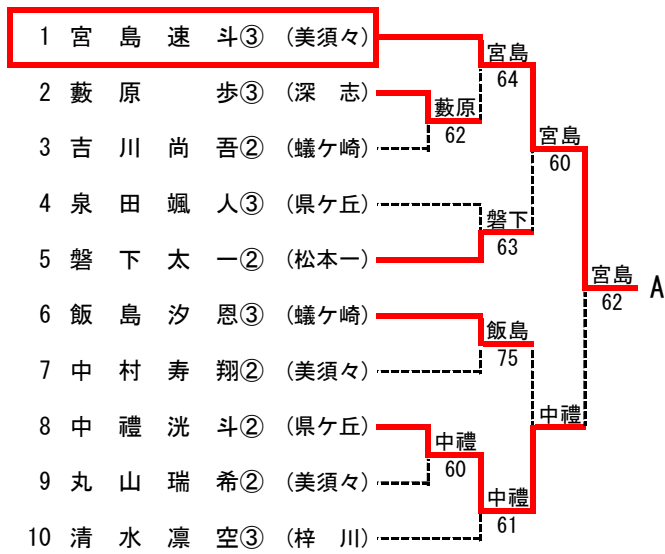 1 宮 島 速 斗③ (美須々)
2 藪 原 歩③ (深 志)
3 吉 川 尚 吾② (蟻ケ崎)
4 泉 田 颯 人③ (県ケ丘)
5 磐 下 太 一② (松本一)
6 飯 島 汐 恩③ (蟻ケ崎)
7 中 村 寿 翔② (美須々)
8 中 禮 洸 斗② (県ケ丘)
9 丸 山 瑞 希② (美須々)
10 清 水 凛 空③ (梓 川)
藪原
62
中禮
60
宮島
64
磐下
63
飯島
75
中禮
61
宮島
60
中禮
宮島
62
A